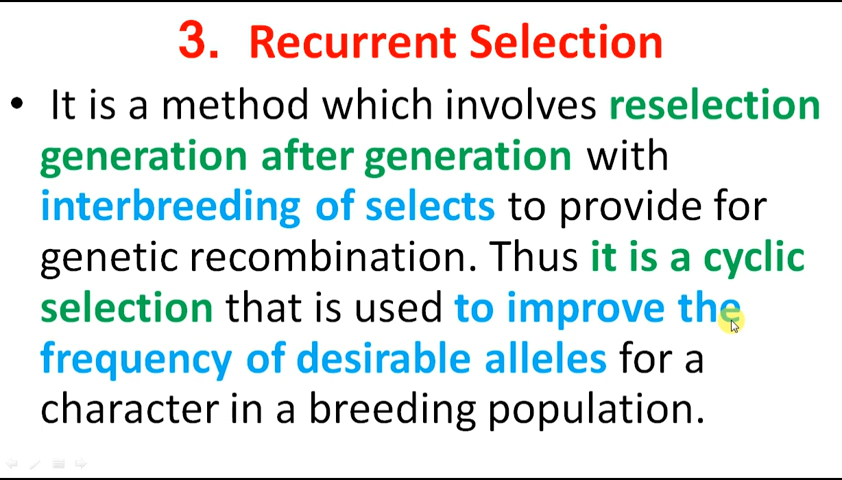 3. Recurrent Selection
• It is a method which involves reselection
generation after generation with
interbreeding of selects to provide for
genetic recombination. Thus it is a cyclic
selection that is used to improve the
frequency of desirable alleles for a
character in a breeding population.